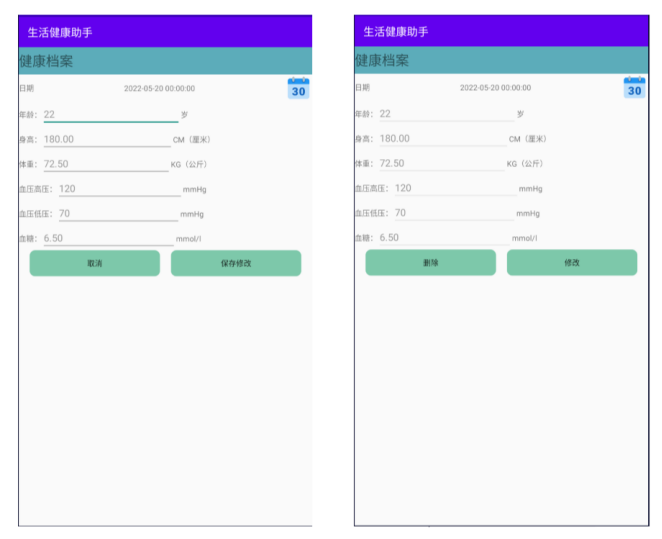 生活健康助手
健康档案
日期 2022-05-20 00:00:00 30
年龄: 22 岁
身高: 180.00 CM（厘米）
体重: 72.50 KG（公斤）
血压高压: 120 mmHg
血压低压: 70 mmHg
血糖: 6.50 mmol/l
取消 保存修改
生活健康助手
健康档案
日期 2022-05-20 00:00:00 30
年龄: 22 岁
身高: 180.00 CM（厘米）
体重: 72.50 KG（公斤）
血压高压: 120 mmHg
血压低压: 70 mmHg
血糖: 6.50 mmol/l
删除 修改